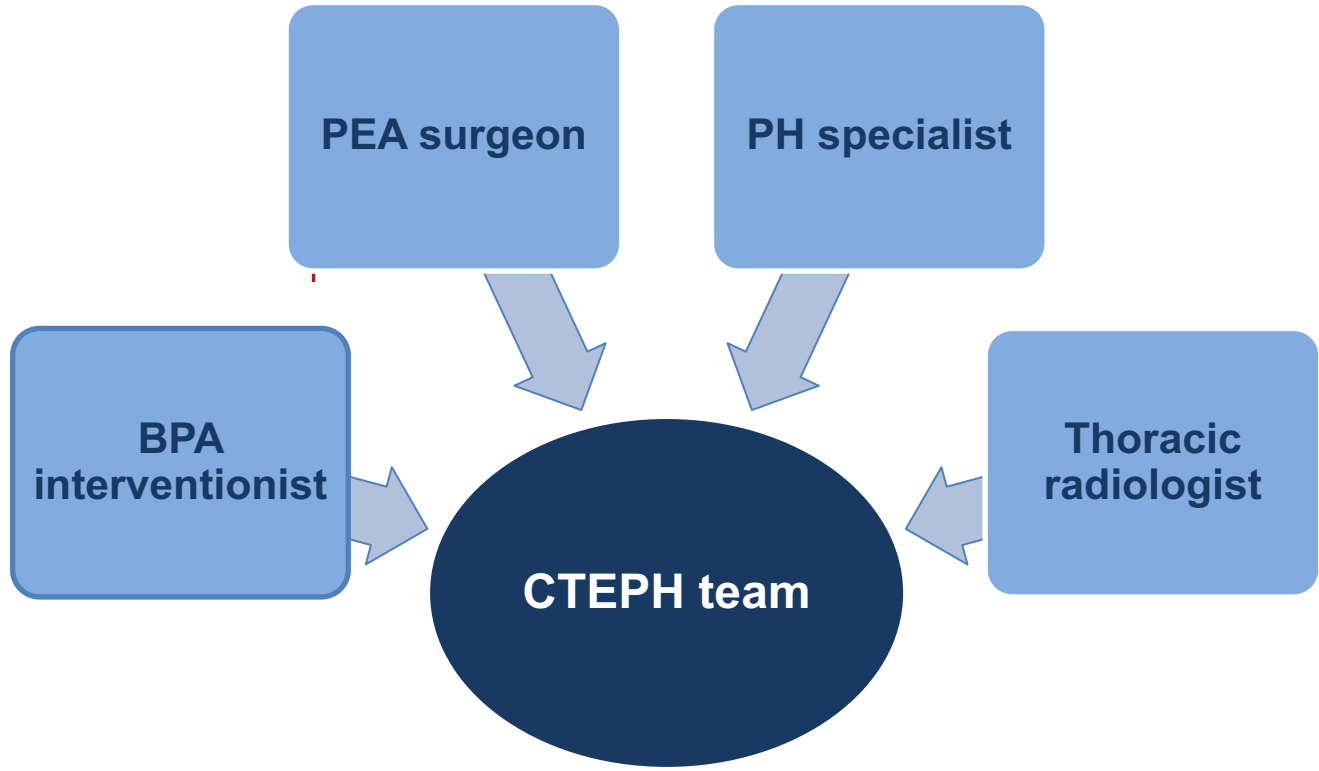 PEA surgeon
PH specialist
BPA
interventionist
Thoracic
radiologist
CTEPH team